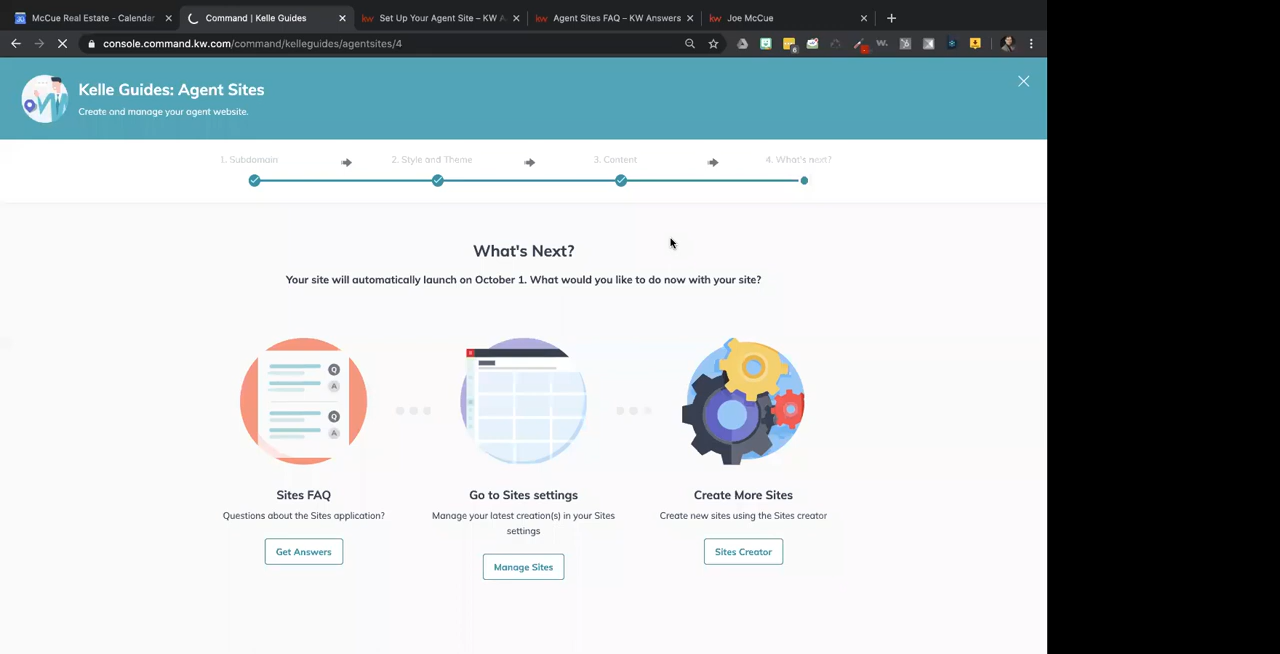 McCue Real Estate - Calendar
Command | Kelle Guides
kw Set Up Your Agent Site – KW A
kw Agent Sites FAQ – KW Answers
kw Joe McCue
console.command.kw.com/command/kelleguides/agentsites/4
Kelle Guides: Agent Sites
Create and manage your agent website.
1. Subdomain
2. Style and Theme
3. Content
4. What's next?
What's Next?
Your site will automatically launch on October 1. What would you like to do now with your site?
Q
A
Q
A
Sites FAQ
Questions about the Sites application?
Get Answers
Go to Sites settings
Manage your latest creation(s) in your Sites
settings
Manage Sites
Create More Sites
Create new sites using the Sites creator
Sites Creator